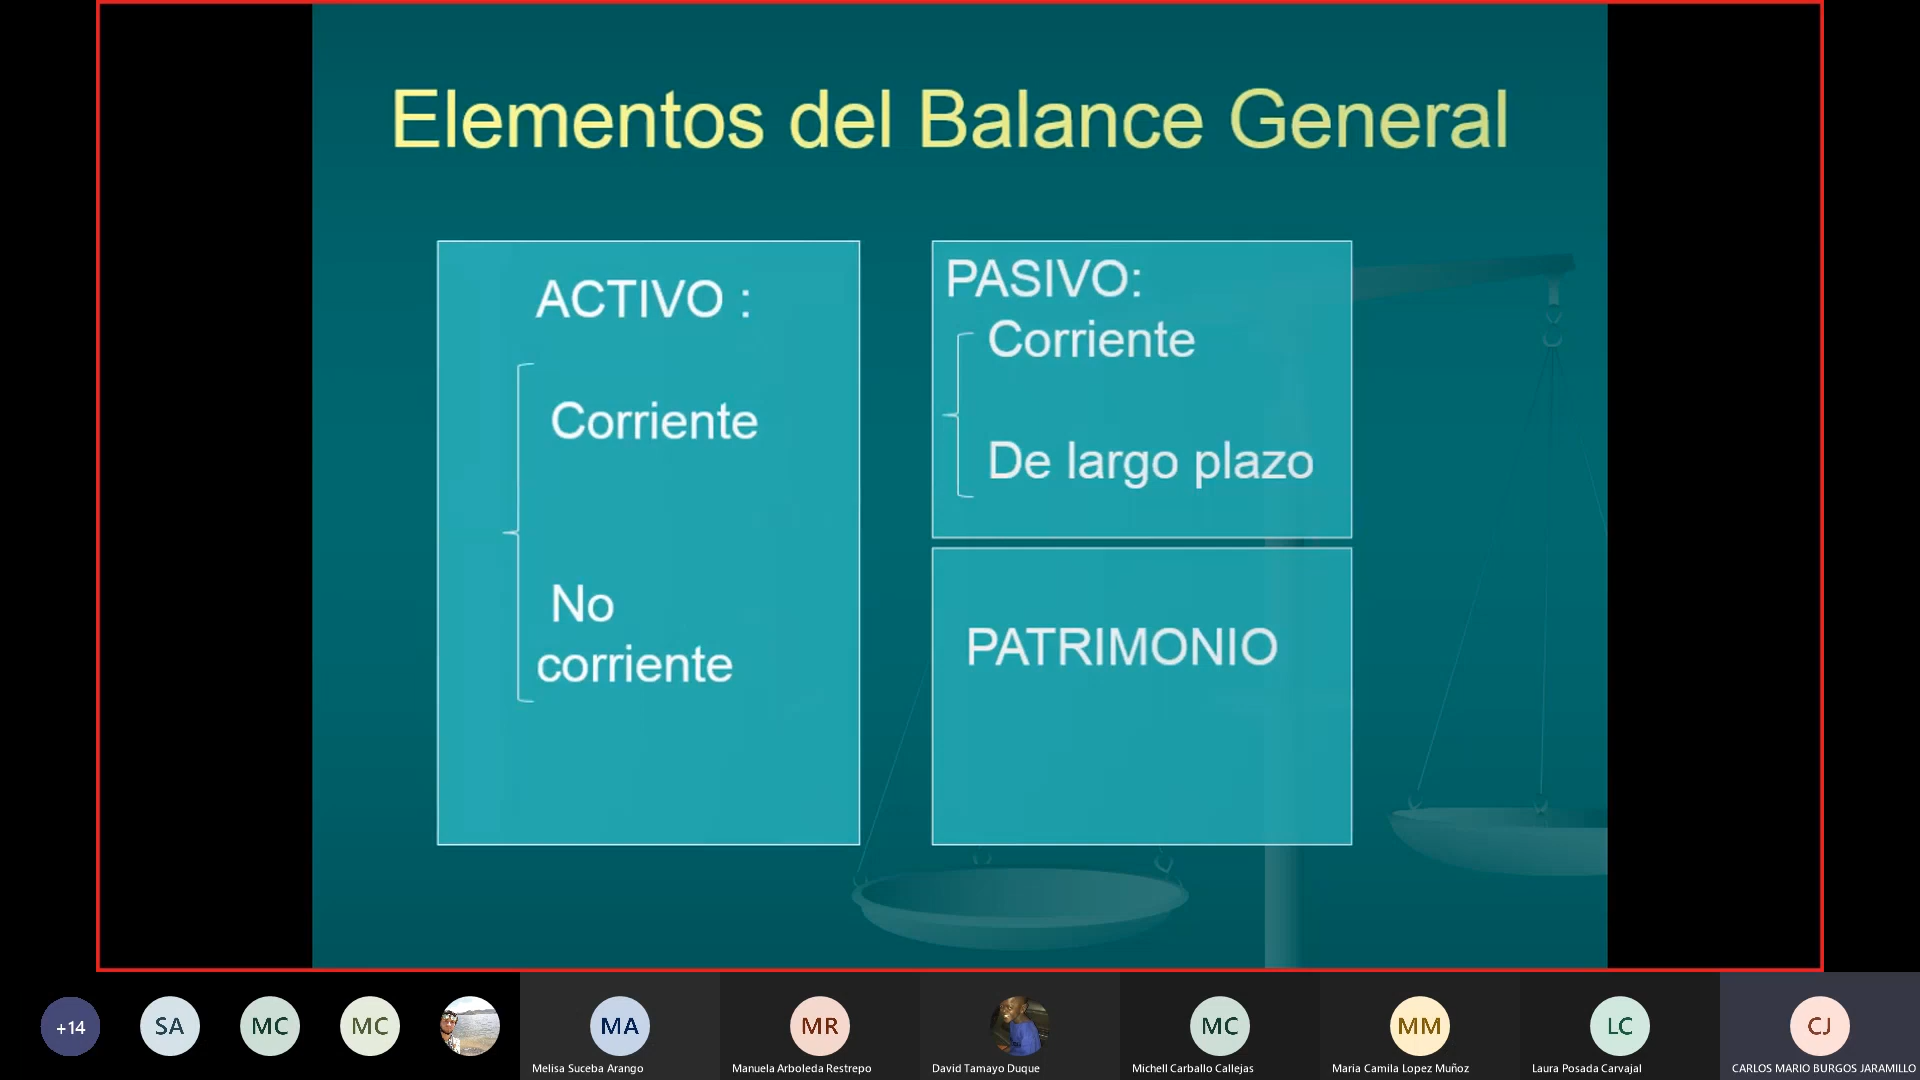 Elementos del Balance General
ACTIVO :
Corriente
No
corriente
PASIVO:
Corriente
De largo plazo
PATRIMONIO
+14
SA
MC
MC
MA
Melisa Suceba Arango
MR
Manuela Arboleda Restrepo
David Tamayo Duque
MC
Michell Carballo Callejas
MM
Maria Camila Lopez Muñoz
LC
Laura Posada Carvajal
CJ
CARLOS MARIO BURGOS JARAMILLO